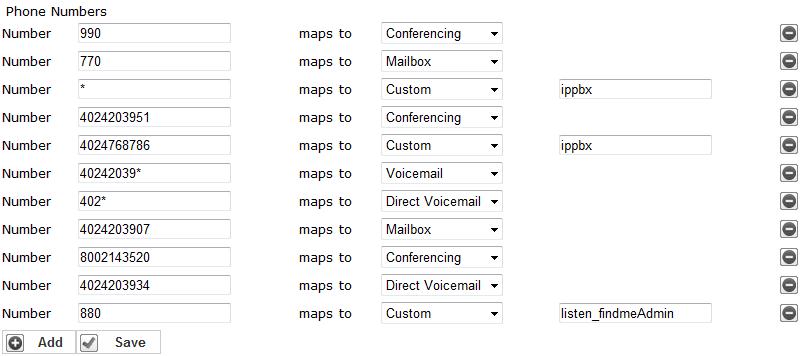 Phone Numbers
Number 990 maps to Conferencing
Number 770 maps to Mailbox
Number * maps to Custom ippbx
Number 4024203951 maps to Conferencing
Number 4024768786 maps to Custom ippbx
Number 40242039* maps to Voicemail
Number 402* maps to Direct Voicemail
Number 4024203907 maps to Mailbox
Number 8002143520 maps to Conferencing
Number 4024203934 maps to Direct Voicemail
Number 880 maps to Custom listen_findmeAdmin
Add Save